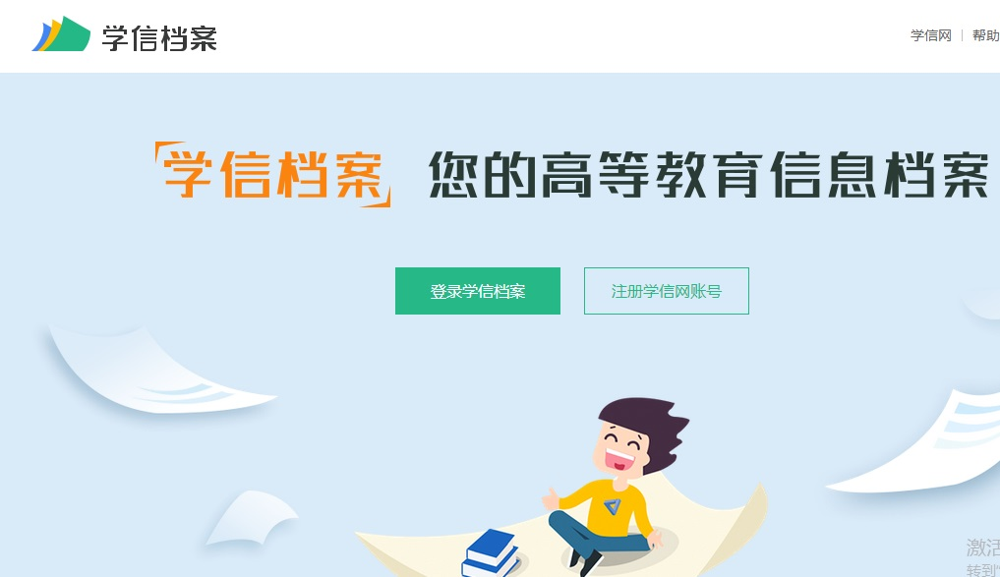 学信档案
学信网 | 帮助
学信档案 您的高等教育信息档案
登录学信档案 注册学信网账号
激活
转到"